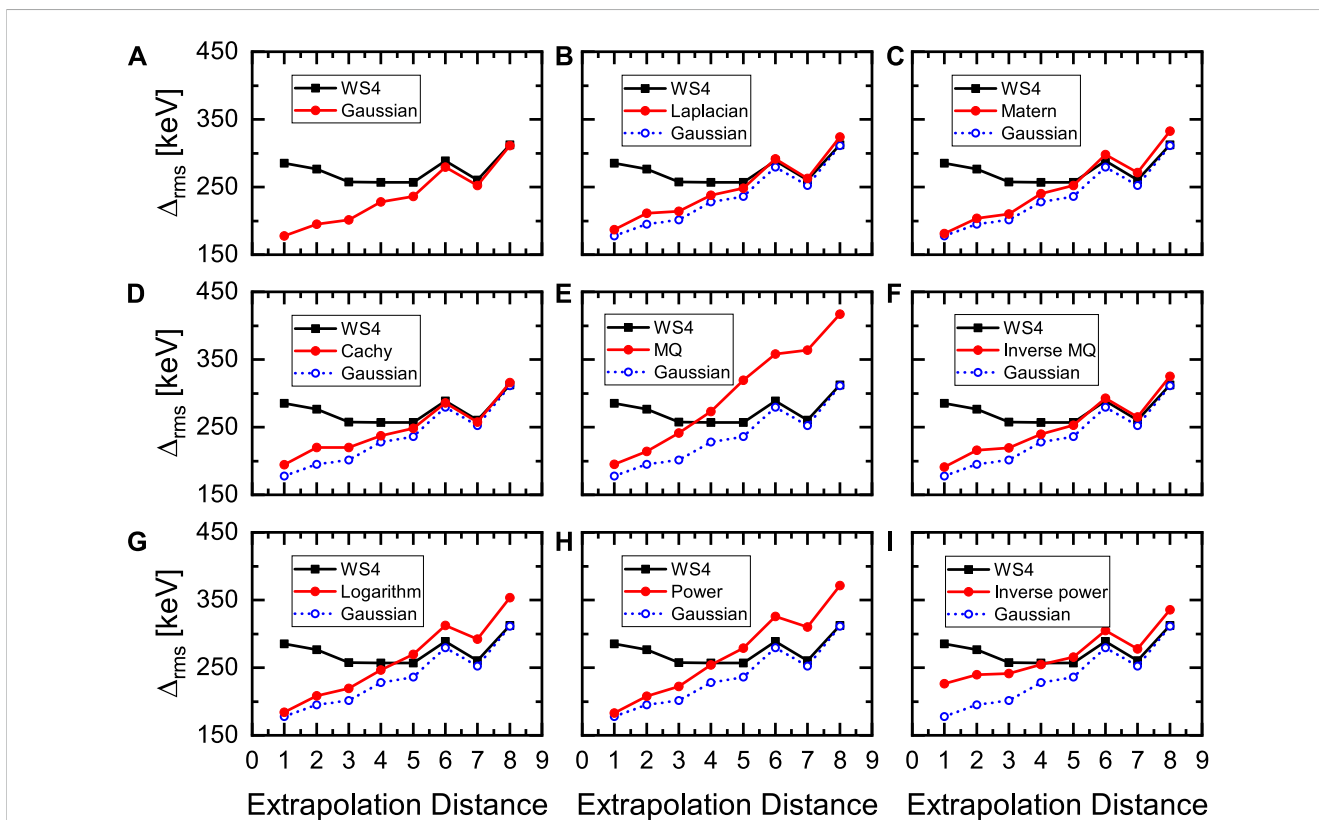 A
B
C
450
350
250
150
Δrms [keV]
WS4
Gaussian
WS4
Laplacian
Gaussian
WS4
Matern
Gaussian
D
E
F
450
350
250
150
Δrms [keV]
WS4
Cachy
Gaussian
WS4
MQ
Gaussian
WS4
Inverse MQ
Gaussian
G
H
I
450
350
250
150
Δrms [keV]
WS4
Logarithm
Gaussian
WS4
Power
Gaussian
WS4
Inverse power
Gaussian
0 1 2 3 4 5 6 7 8 9
0 1 2 3 4 5 6 7 8 9
0 1 2 3 4 5 6 7 8 9
Extrapolation Distance
Extrapolation Distance
Extrapolation Distance